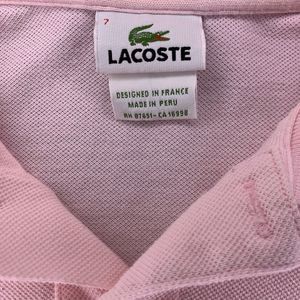 7
LACOSTE
DESIGNED IN FRANCE
MADE IN PERU
RN 87651-CA 16998